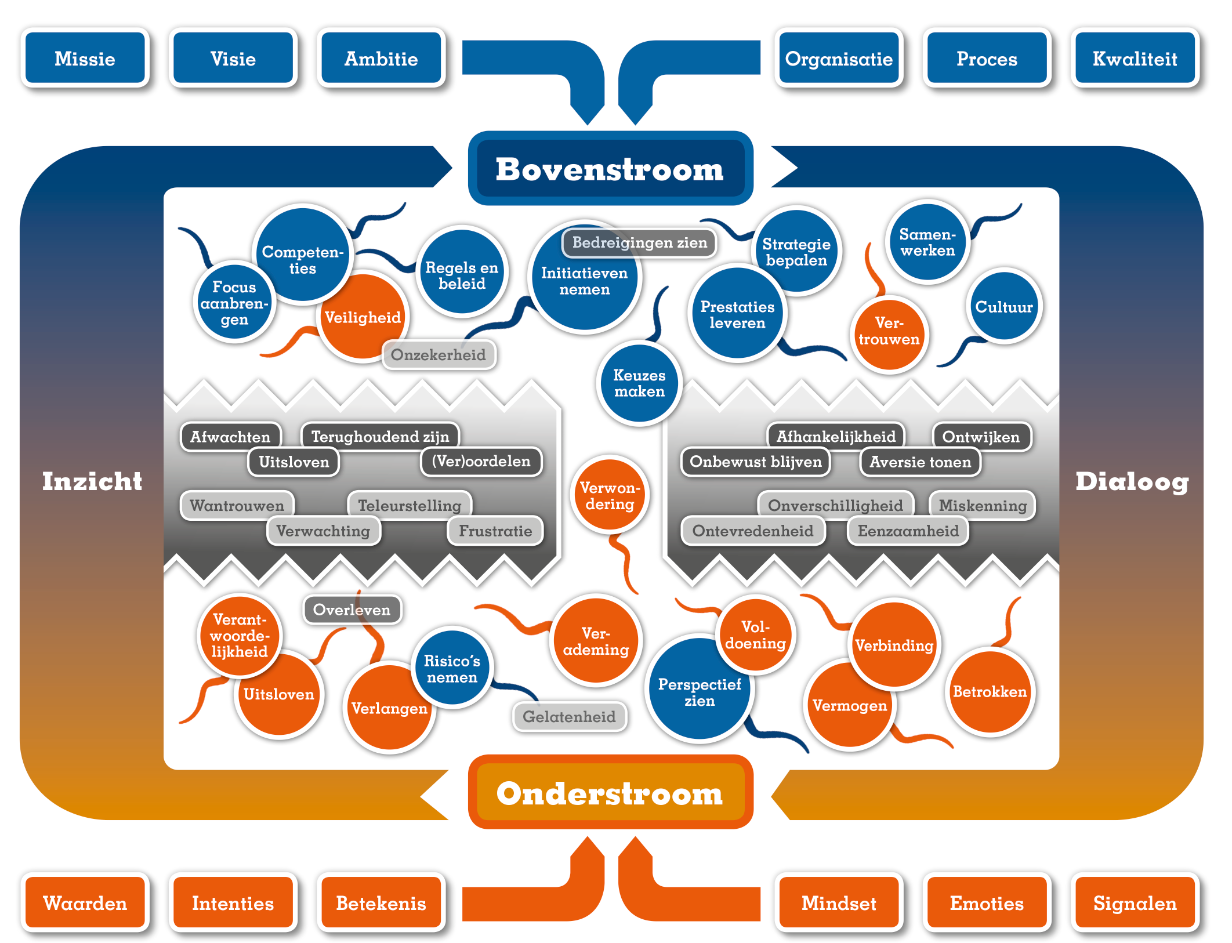 Missie
Visie
Ambitie
Organisatie
Proces
Kwaliteit
Bovenstroom
Competen-
ties
Focus
aanbren-
gen
Veiligheid
Regels en
beleid
Onzekerheid
Initiatieven
nemen
Bedreigingen zien
Strategie
bepalen
Prestaties
leveren
Samen-
werken
Ver-
trouwen
Cultuur
Keuzes
maken
Afwachten
Terughoudend zijn
Uitsloven
(Ver)oordelen
Wantrouwen
Teleurstelling
Verwachting
Frustratie
Afhankelijkheid
Ontwijken
Onbewust blijven
Aversie tonen
Onverschilligheid
Miskenning
Ontevredenheid
Eenzaamheid
Inzicht
Verwon-
dering
Dialoog
Verant-
woorde-
lijkheid
Uitsloven
Overleven
Verlangen
Risico's
nemen
Ver-
ademing
Gelatenheid
Vol-
doening
Perspectief
zien
Verbinding
Vermogen
Betrokken
Onderstroom
Waarden
Intenties
Betekenis
Mindset
Emoties
Signalen